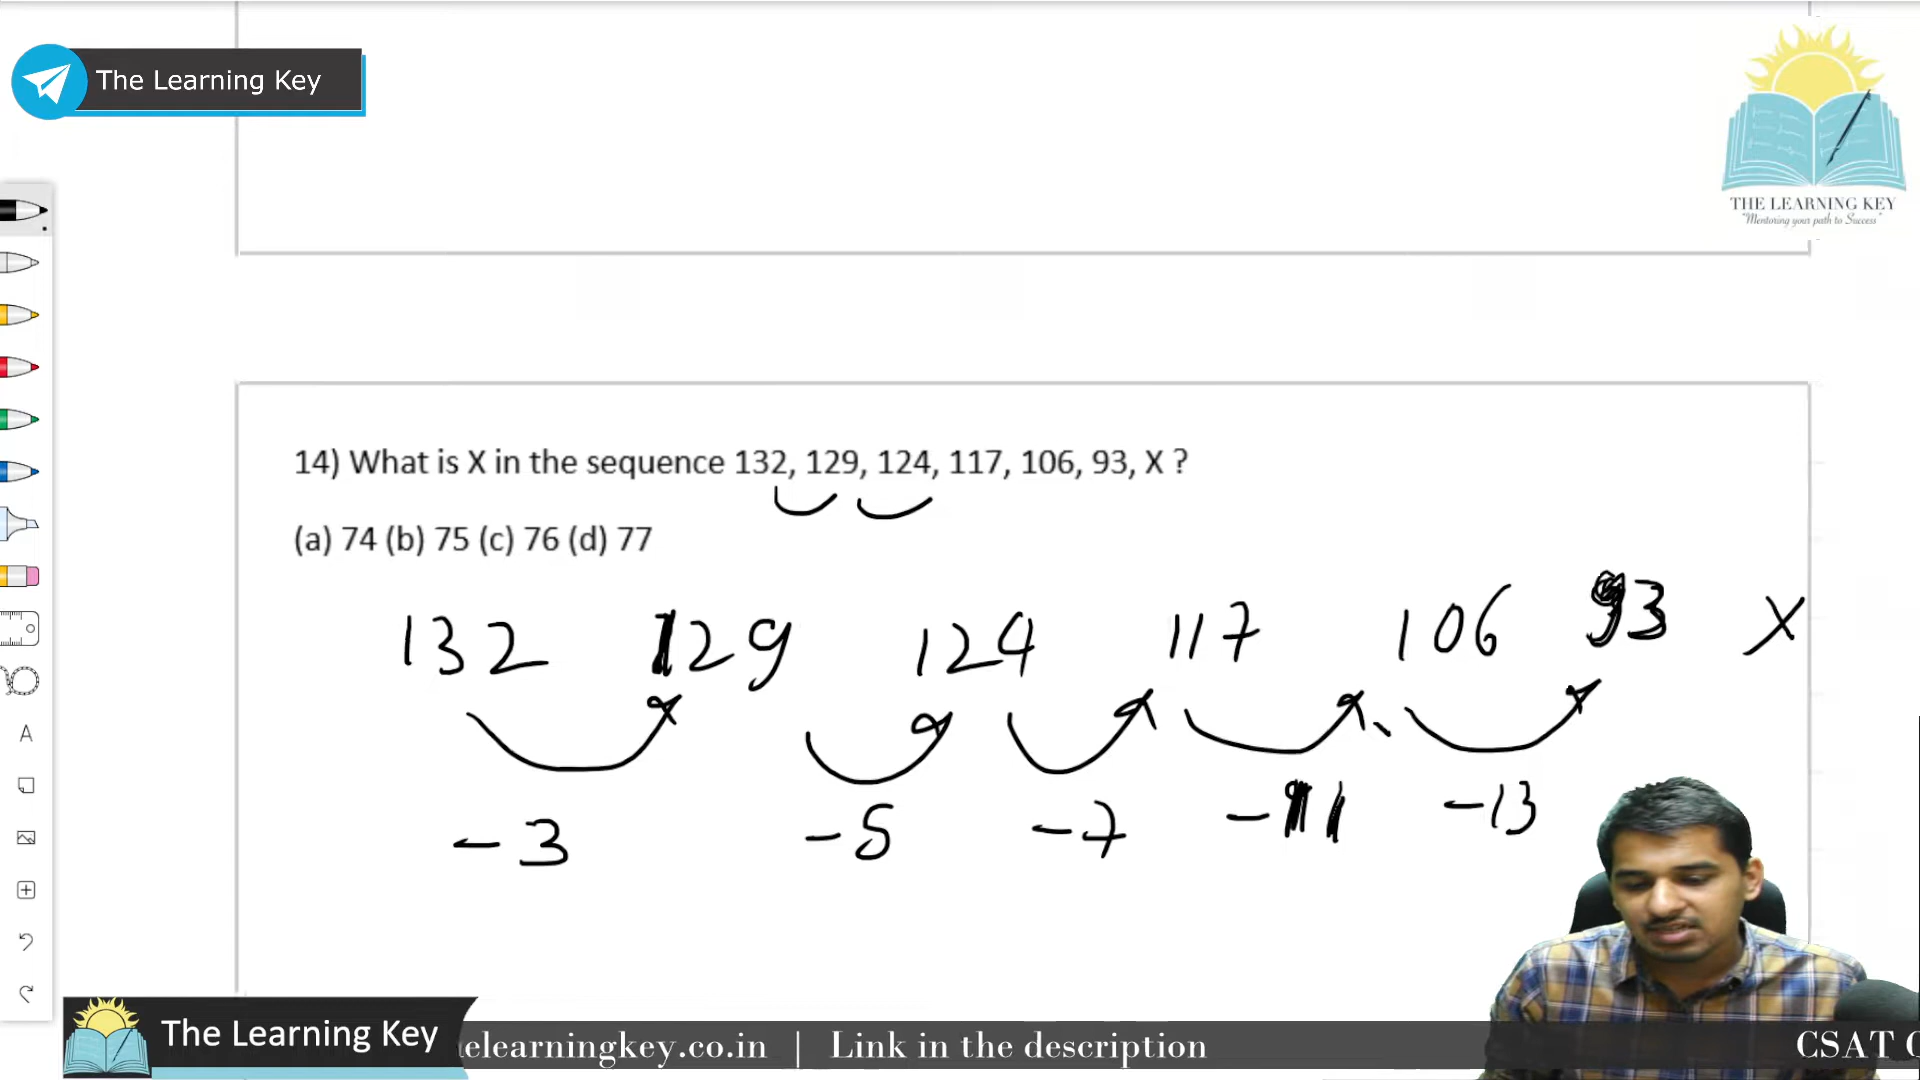 The Learning Key
THE LEARNING KEY
"Mentoring your path to Success"
14) What is X in the sequence 132, 129, 124, 117, 106, 93, X ?
(a) 74 (b) 75 (c) 76 (d) 77
132 129 124 117 106 93 X
-3 -5 -7 -11 -13
A
The Learning Key
elearningkey.co.in | Link in the description
CSAT